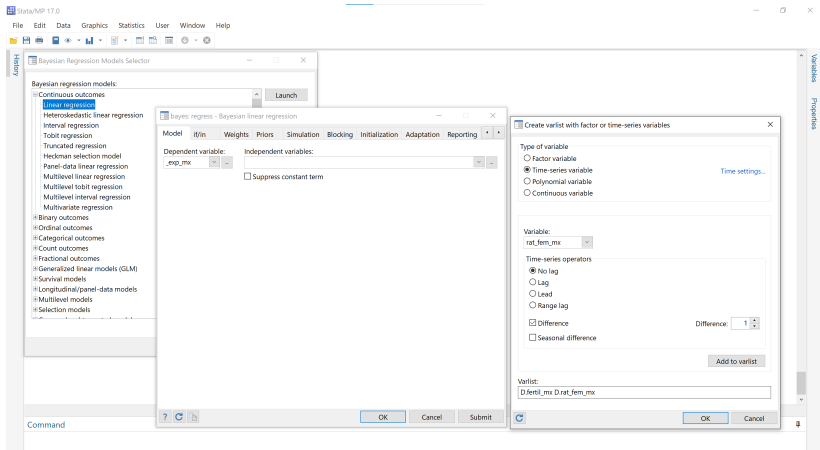 Stata/MP 17.0
File Edit Data Graphics Statistics User Window Help
History
Bayesian Regression Models Selector
Bayesian regression models:
Continuous outcomes
Linear regression
Heteroskedastic linear regression
Interval regression
Tobit regression
Truncated regression
Heckman selection model
Panel-data linear regression
Multilevel linear regression
Multilevel tobit regression
Multilevel interval regression
Multivariate regression
Binary outcomes
Ordinal outcomes
Categorical outcomes
Count outcomes
Fractional outcomes
Generalized linear models (GLM)
Survival models
Longitudinal/panel-data models
Multilevel models
Selection models
Launch
bayes: regress - Bayesian linear regression
Model if/in Weights Priors Simulation Blocking Initialization Adaptation Reporting
Dependent variable: Independent variables:
_exp_mx
Suppress constant term
OK Cancel Submit
Create varlist with factor or time-series variables
Type of variable
Factor variable
Time-series variable
Time settings...
Polynomial variable
Continuous variable
Variable:
rat_fem_mx
Time-series operators
No lag
Lag
Lead
Range lag
Difference Difference: 1
Seasonal difference
Add to varlist
Varlist:
D.fertil_mx D.rat_fem_mx
OK Cancel
Variables
Properties
Command